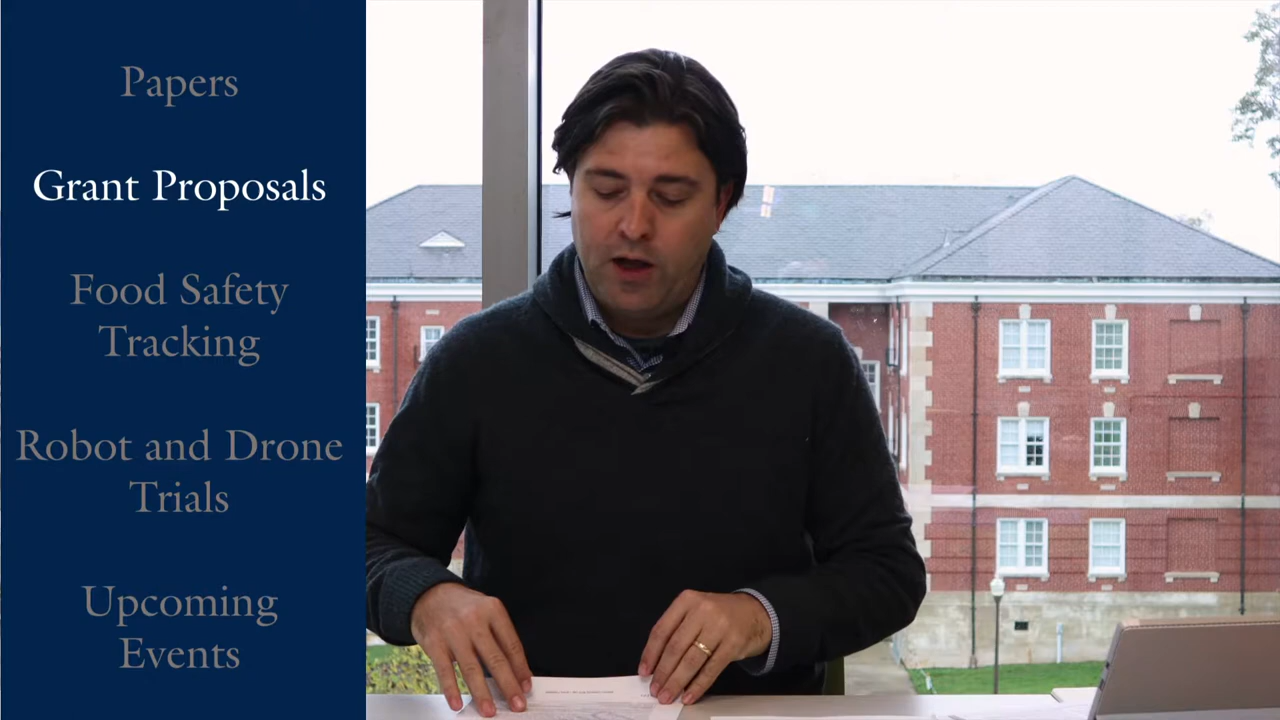 Papers
Grant Proposals
Food Safety
Tracking
Robot and Drone
Trials
Upcoming
Events